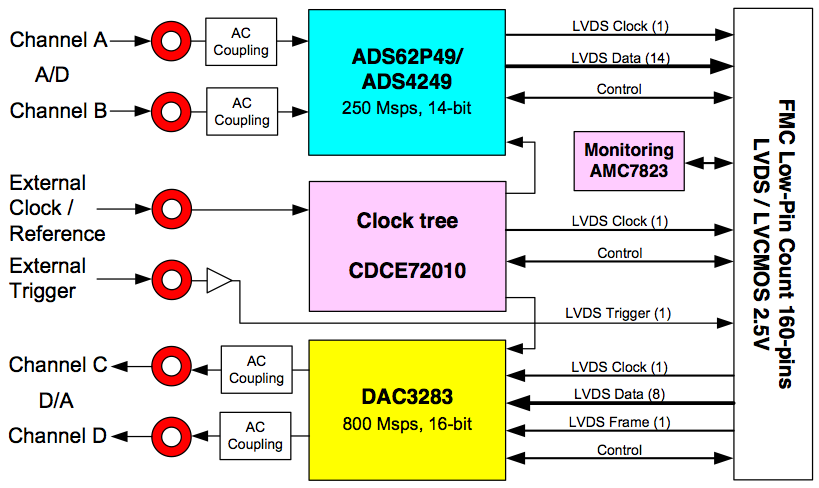 Channel A
A/D
Channel B
AC
Coupling
AC
Coupling
ADS62P49/
ADS4249
250 Msps, 14-bit
LVDS Clock (1)
LVDS Data (14)
Control
Monitoring
AMC7823
External
Clock /
Reference
External
Trigger
Clock tree
CDCE72010
LVDS Clock (1)
Control
LVDS Trigger (1)
Channel C
D/A
Channel D
AC
Coupling
AC
Coupling
DAC3283
800 Msps, 16-bit
LVDS Clock (1)
LVDS Data (8)
LVDS Frame (1)
Control
FMC Low-Pin Count 160-pins
LVDS / LVCMOS 2.5V